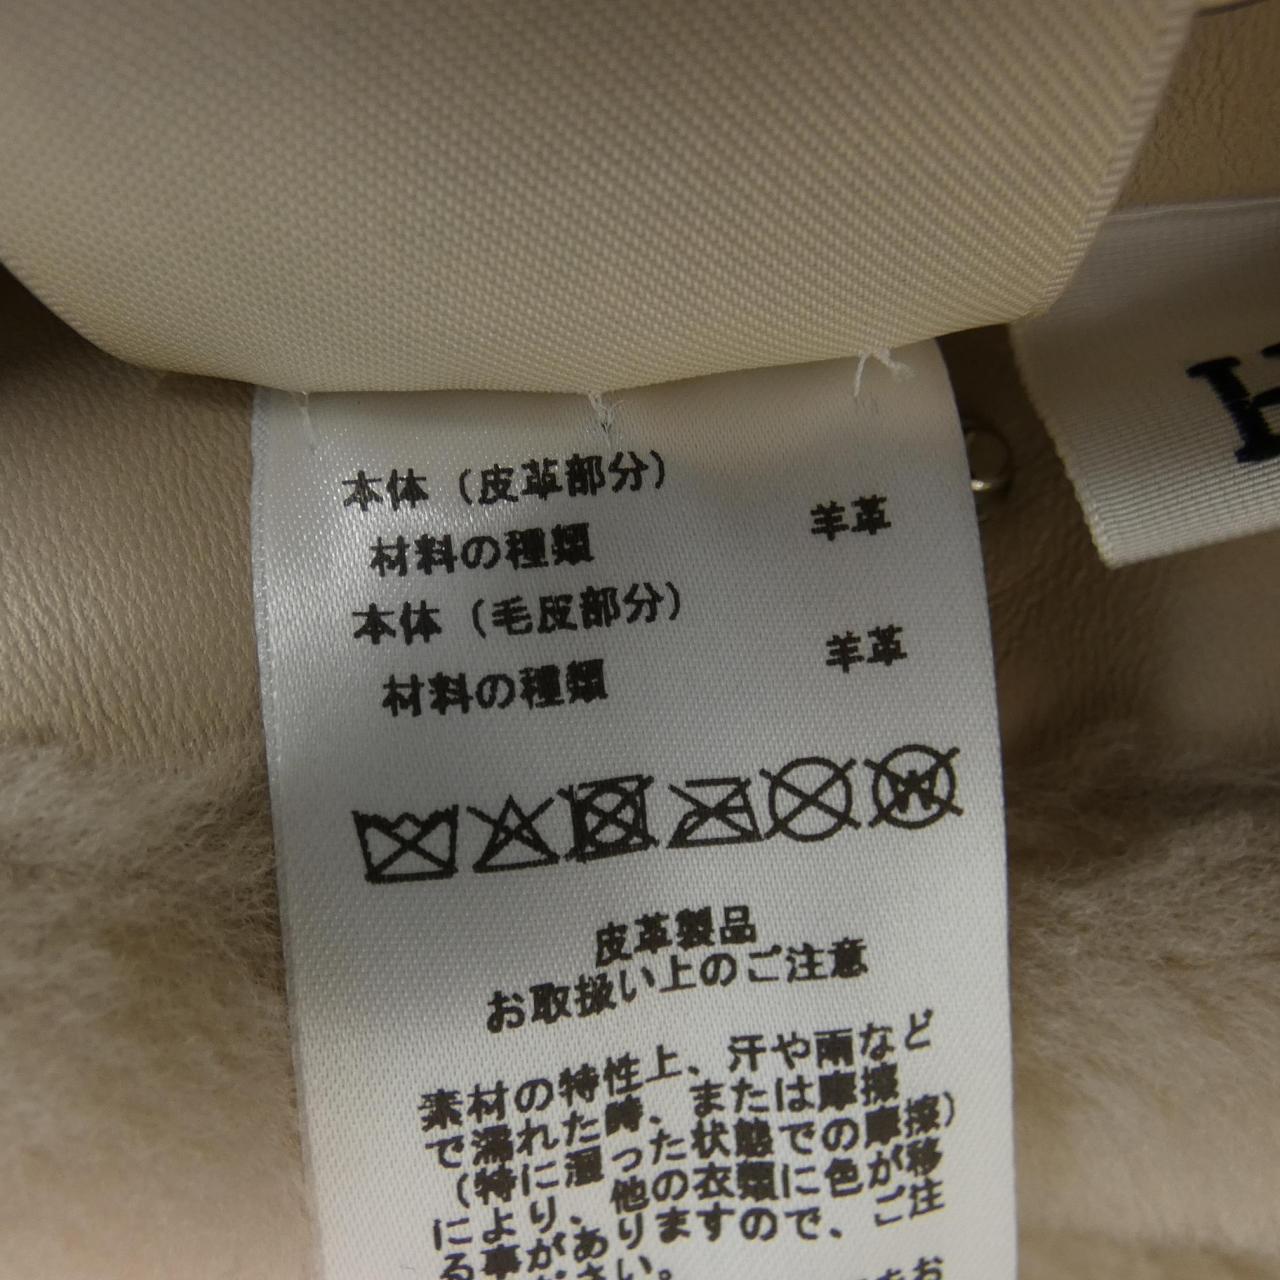 本体（皮革部分）
材料の種類 羊革
本体（毛皮部分）
材料の種類 羊革
W
皮革製品
お取扱い上のご注意
素材の特性上、汗や雨など
で濡れた時、または摩擦
（特に湿った状態での摩擦）
により、他の衣類に色が移
る事がありますので、ご注
さい。